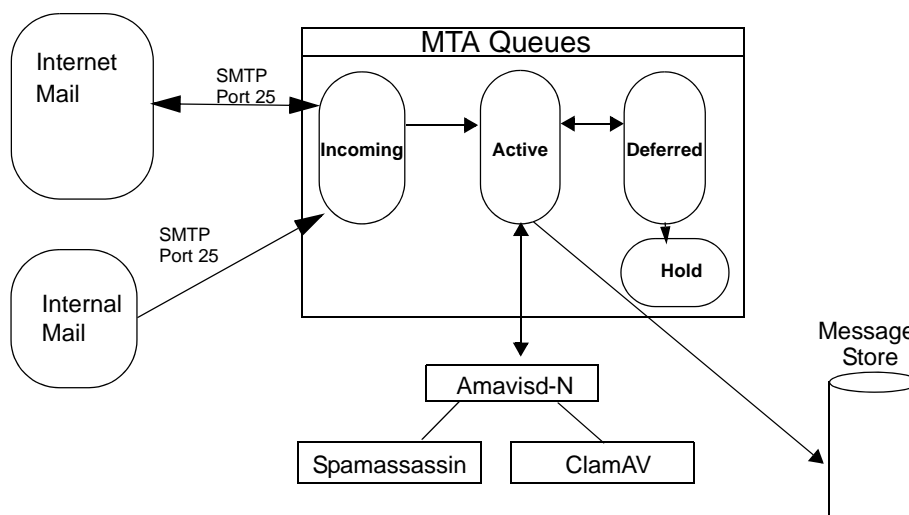 MTA Queues
Internet
Mail
SMTP
Port 25
Incoming
Active
Deferred
Hold
SMTP
Port 25
Internal
Mail
Message
Store
Amavisd-N
Spamassassin
ClamAV